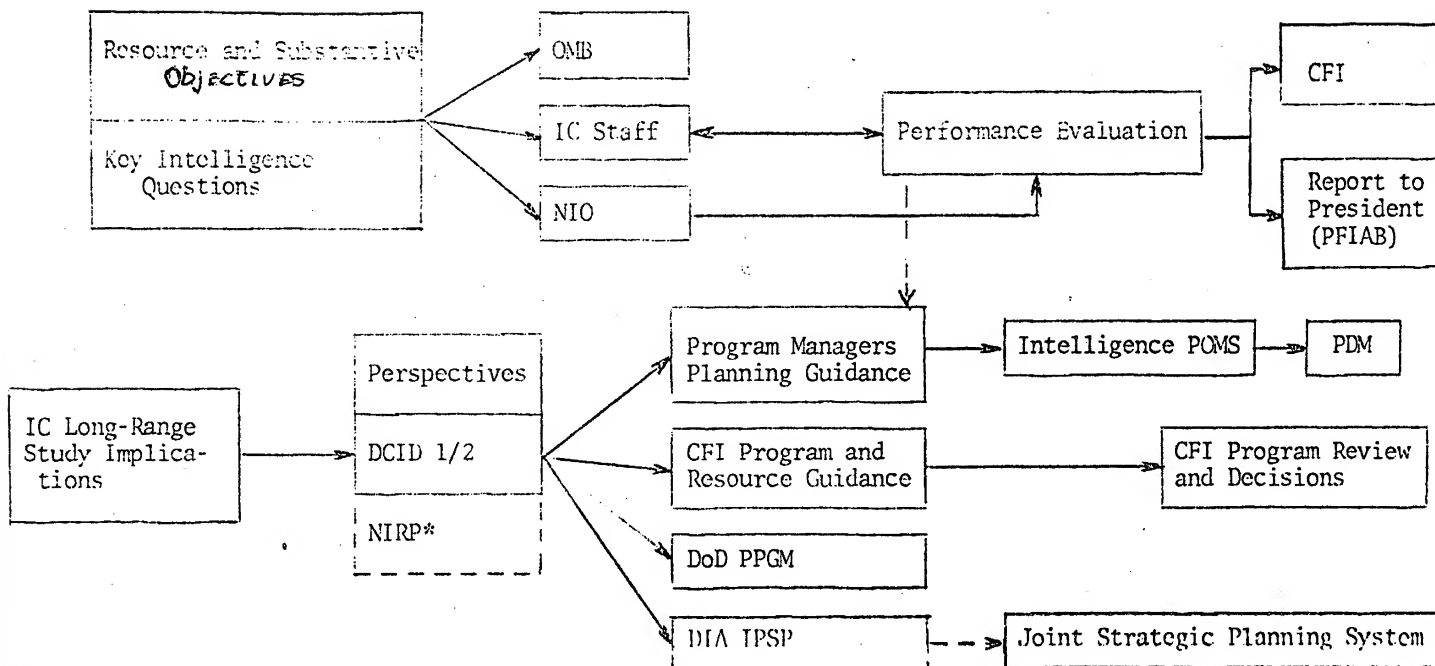 Resource and Substantive
Objectives
Key Intelligence
Questions
OMB
IC Staff
NIO
Performance Evaluation
CFI
Report to
President
(PFIAB)
IC Long-Range
Study Implica-
tions
Perspectives
DCID 1/2
NIRP*
Program Managers
Planning Guidance
Intelligence POMS
PDM
CFI Program and
Resource Guidance
CFI Program Review
and Decisions
DoD PPGM
DIA IPSP
Joint Strategic Planning System